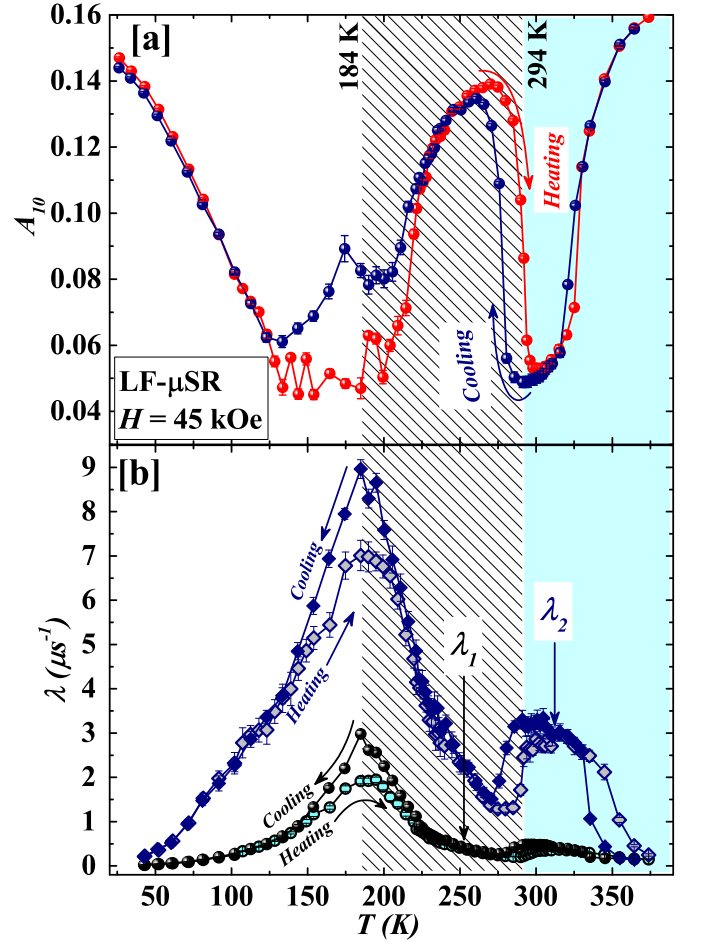 [a]
184 K
294 K
0.16
0.14
0.12
0.10
0.08
0.06
0.04
A10
Heating
Cooling
LF-μSR
H = 45 kOe
[b]
9
8
7
6
5
4
3
2
1
0
λ (μs-1)
Cooling
Heating
λ1
λ2
Cooling
Heating
50 100 150 200 250 300 350
T (K)